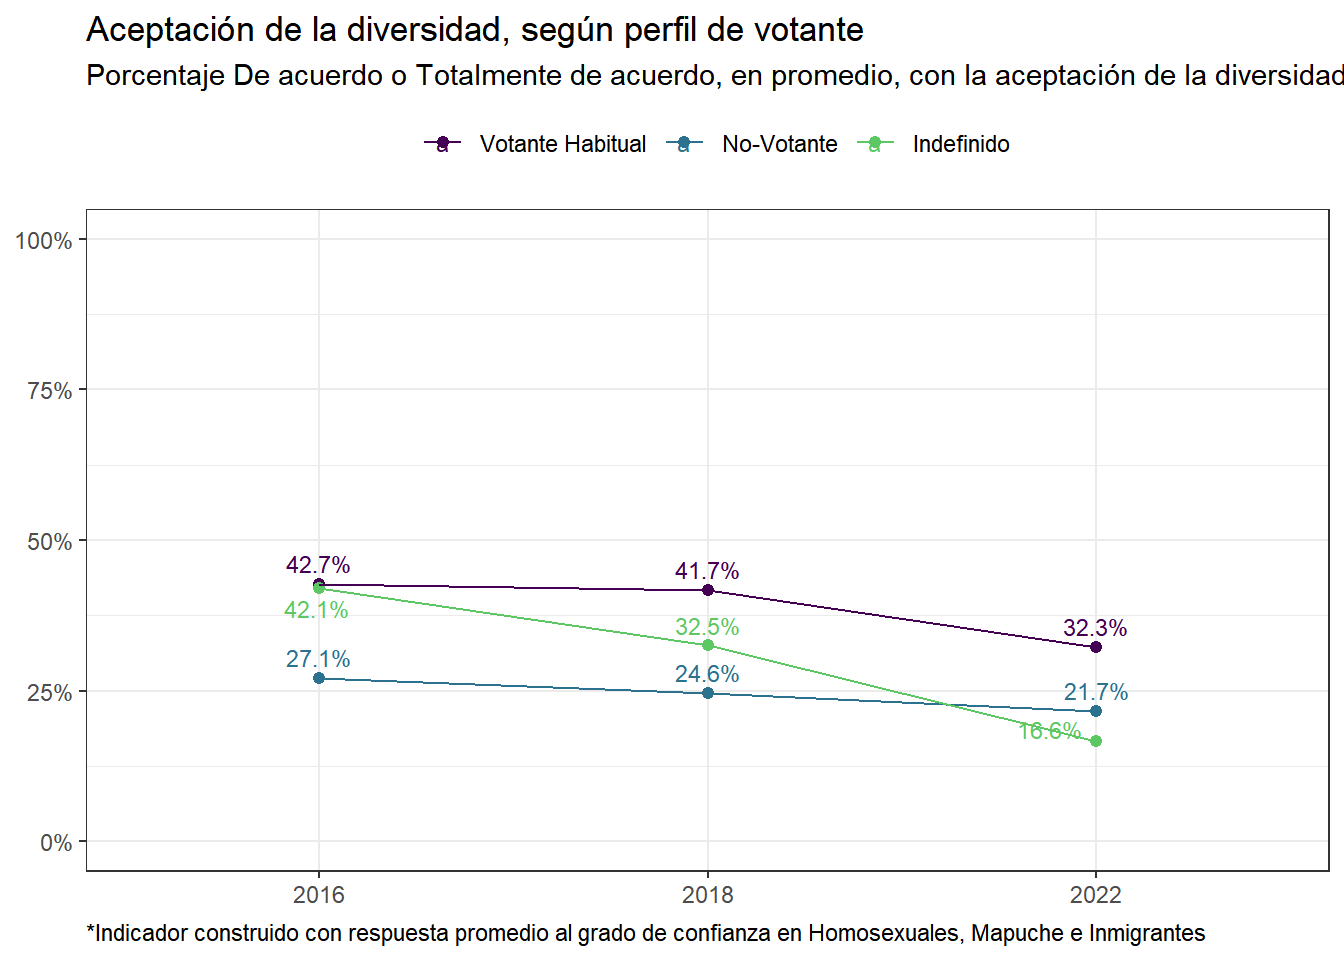 Aceptación de la diversidad, según perfil de votante
Porcentaje De acuerdo o Totalmente de acuerdo, en promedio, con la aceptación de la diversidad
a Votante Habitual a No-Votante a Indefinido
100%
75%
50%
25%
0%
42.7%
41.7%
32.3%
42.1%
32.5%
16.6%
27.1%
24.6%
21.7%
2016 2018 2022
*Indicador construido con respuesta promedio al grado de confianza en Homosexuales, Mapuche e Inmigrantes